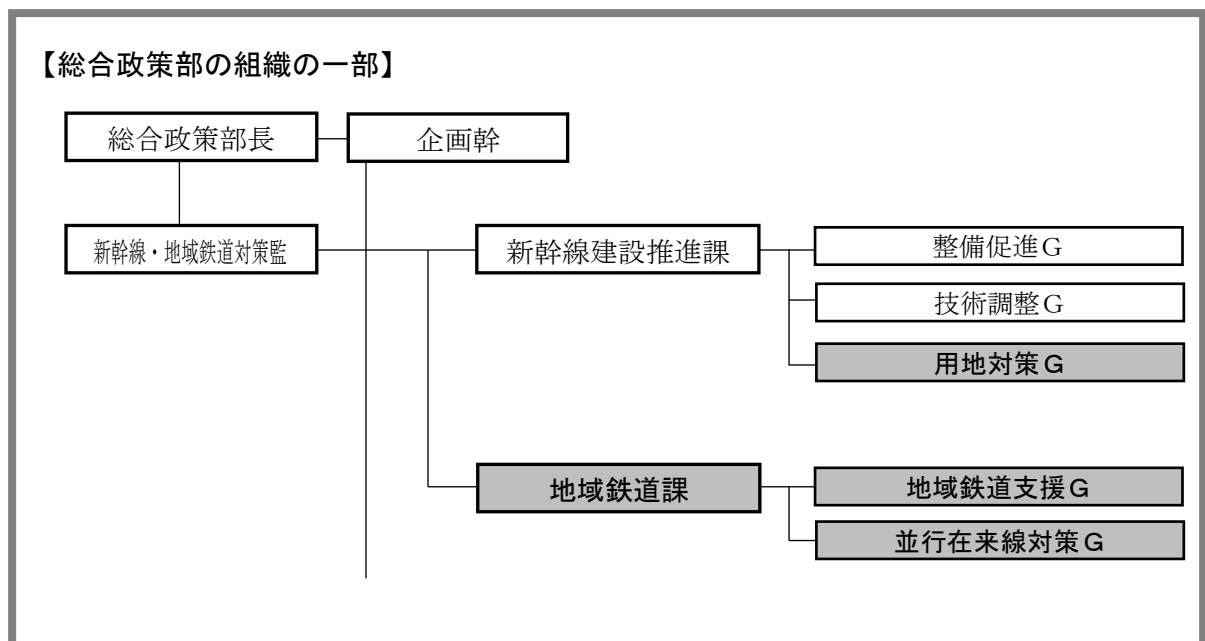 【総合政策部の組織の一部】
総合政策部長
企画幹
新幹線・地域鉄道対策監
新幹線建設推進課
整備促進Ｇ
技術調整Ｇ
用地対策Ｇ
地域鉄道課
地域鉄道支援Ｇ
並行在来線対策Ｇ